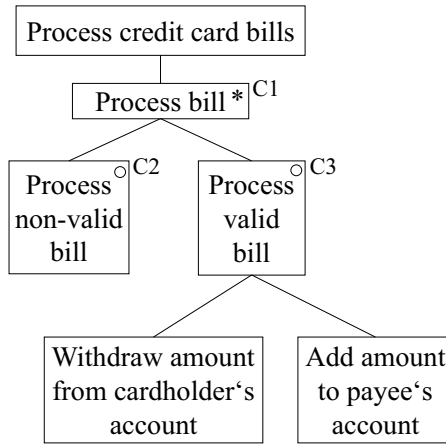 Process credit card bills
Process bill * C1
Process
non-valid
bill
C2
Process
valid
bill
C3
Withdraw amount
from cardholder‘s
account
Add amount
to payee‘s
account